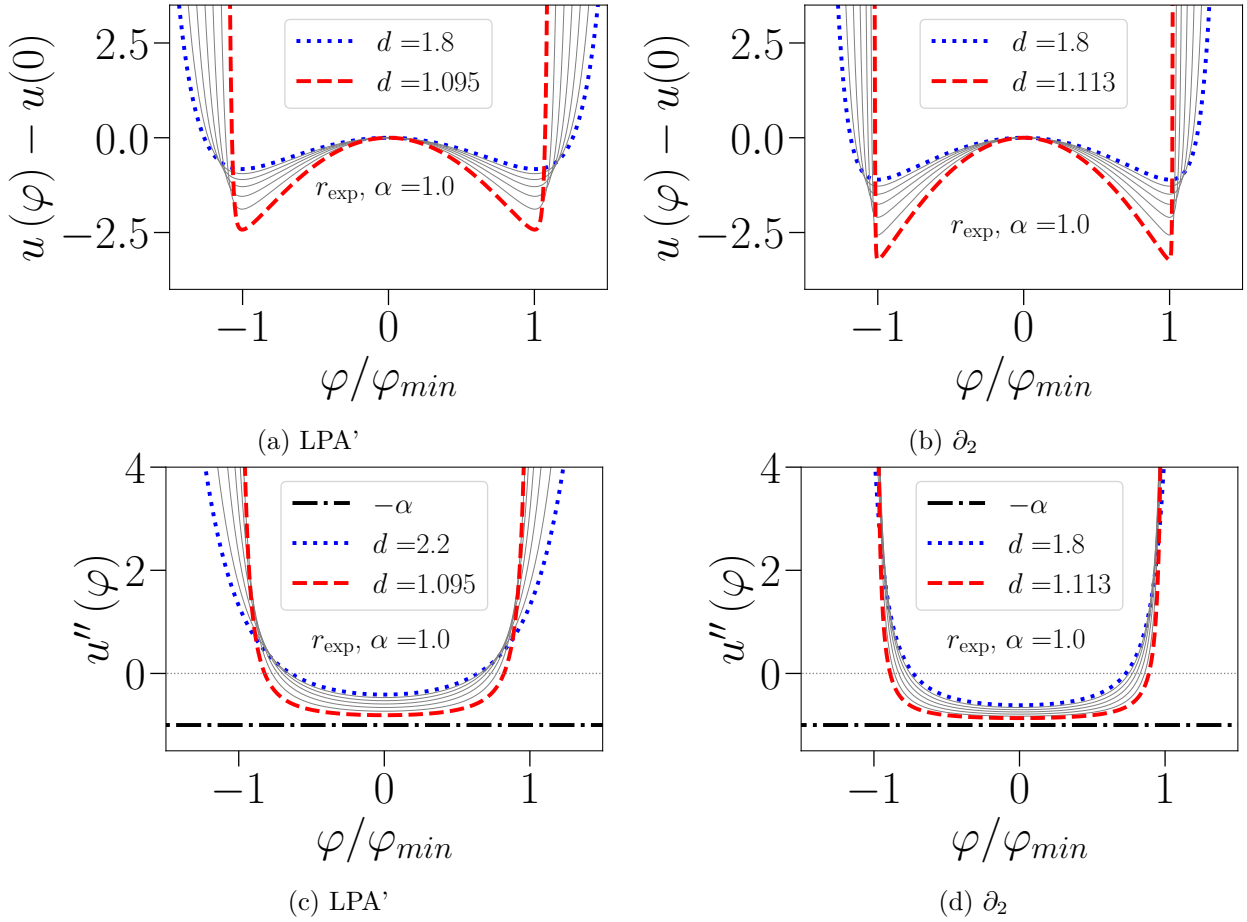 u (φ) − u(0)
2.5
0.0
−2.5
d =1.8
d =1.095
r_exp, α =1.0
−1 0 1
φ/φ_min
(a) LPA'
u (φ) − u(0)
2.5
0.0
−2.5
d =1.8
d =1.113
r_exp, α =1.0
−1 0 1
φ/φ_min
(b) ∂_2
u''(φ)
4
2
0
−α
d =2.2
d =1.095
r_exp, α =1.0
−1 0 1
φ/φ_min
(c) LPA'
u''(φ)
4
2
0
−α
d =1.8
d =1.113
r_exp, α =1.0
−1 0 1
φ/φ_min
(d) ∂_2